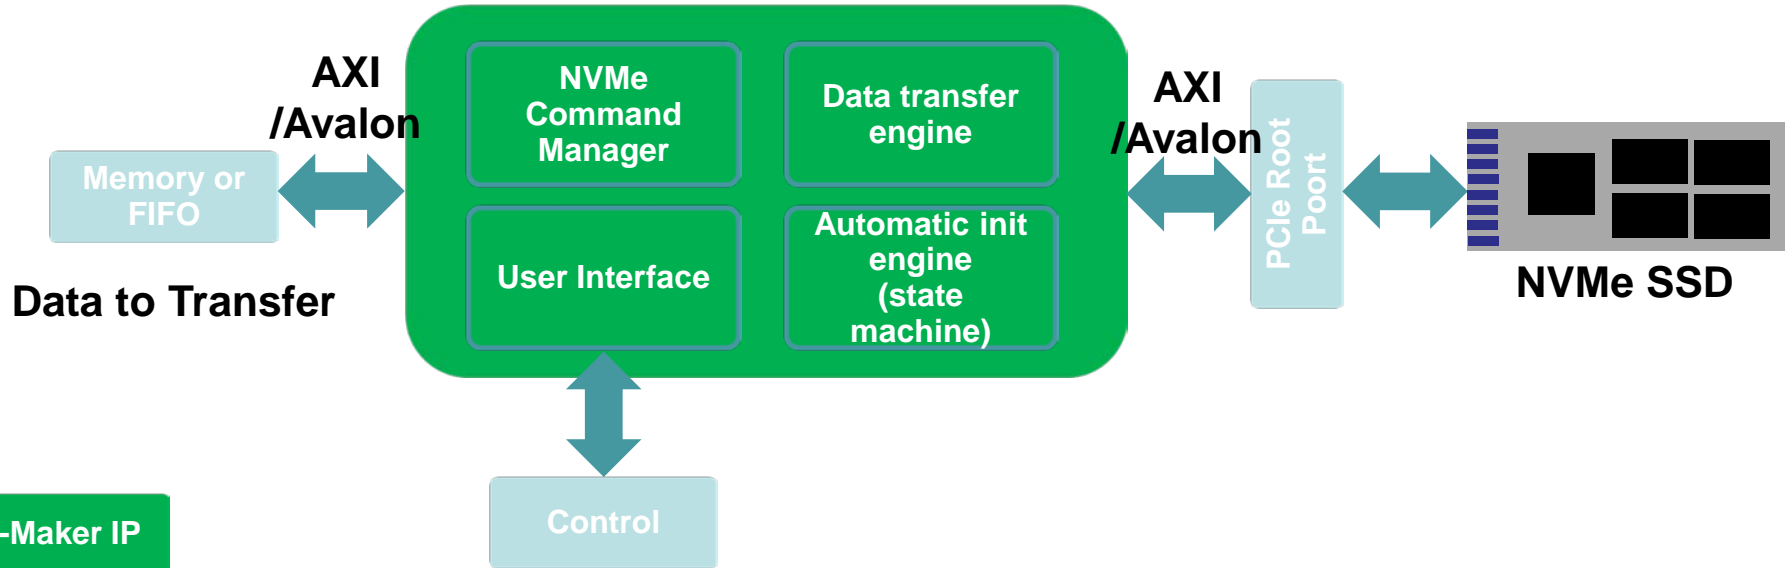 AXI
/Avalon
Memory or
FIFO
Data to Transfer
NVMe
Command
Manager
Data transfer
engine
User Interface
Automatic init
engine
(state
machine)
AXI
/Avalon
PCIe Root
Poort
NVMe SSD
Control
-Maker IP